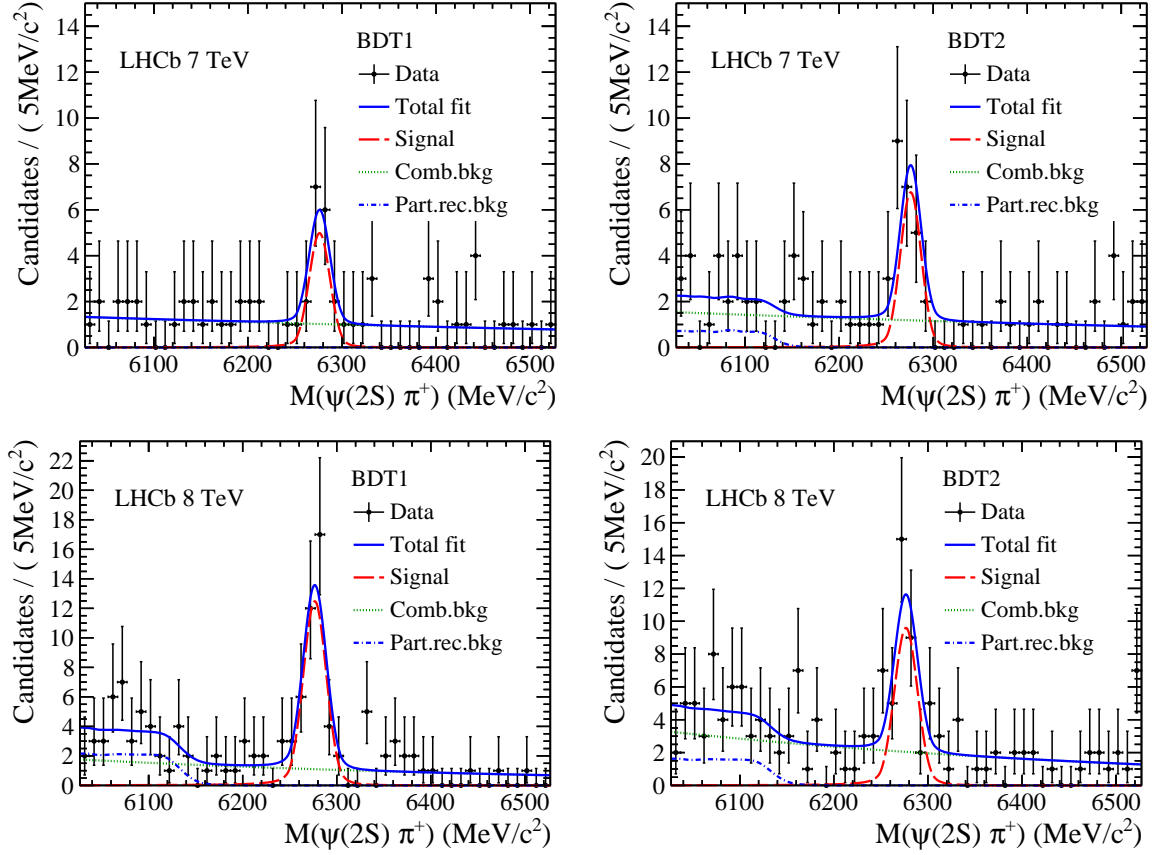 Candidates / ( 5MeV/c²)
14
12
10
8
6
4
2
0
LHCb 7 TeV
BDT1
Data
Total fit
Signal
Comb.bkg
Part.rec.bkg
6100 6200 6300 6400 6500
M(ψ(2S) π⁺) (MeV/c²)
Candidates / ( 5MeV/c²)
14
12
10
8
6
4
2
0
LHCb 7 TeV
BDT2
Data
Total fit
Signal
Comb.bkg
Part.rec.bkg
6100 6200 6300 6400 6500
M(ψ(2S) π⁺) (MeV/c²)
Candidates / ( 5MeV/c²)
22
20
18
16
14
12
10
8
6
4
2
0
LHCb 8 TeV
BDT1
Data
Total fit
Signal
Comb.bkg
Part.rec.bkg
6100 6200 6300 6400 6500
M(ψ(2S) π⁺) (MeV/c²)
Candidates / ( 5MeV/c²)
20
18
16
14
12
10
8
6
4
2
0
LHCb 8 TeV
BDT2
Data
Total fit
Signal
Comb.bkg
Part.rec.bkg
6100 6200 6300 6400 6500
M(ψ(2S) π⁺) (MeV/c²)